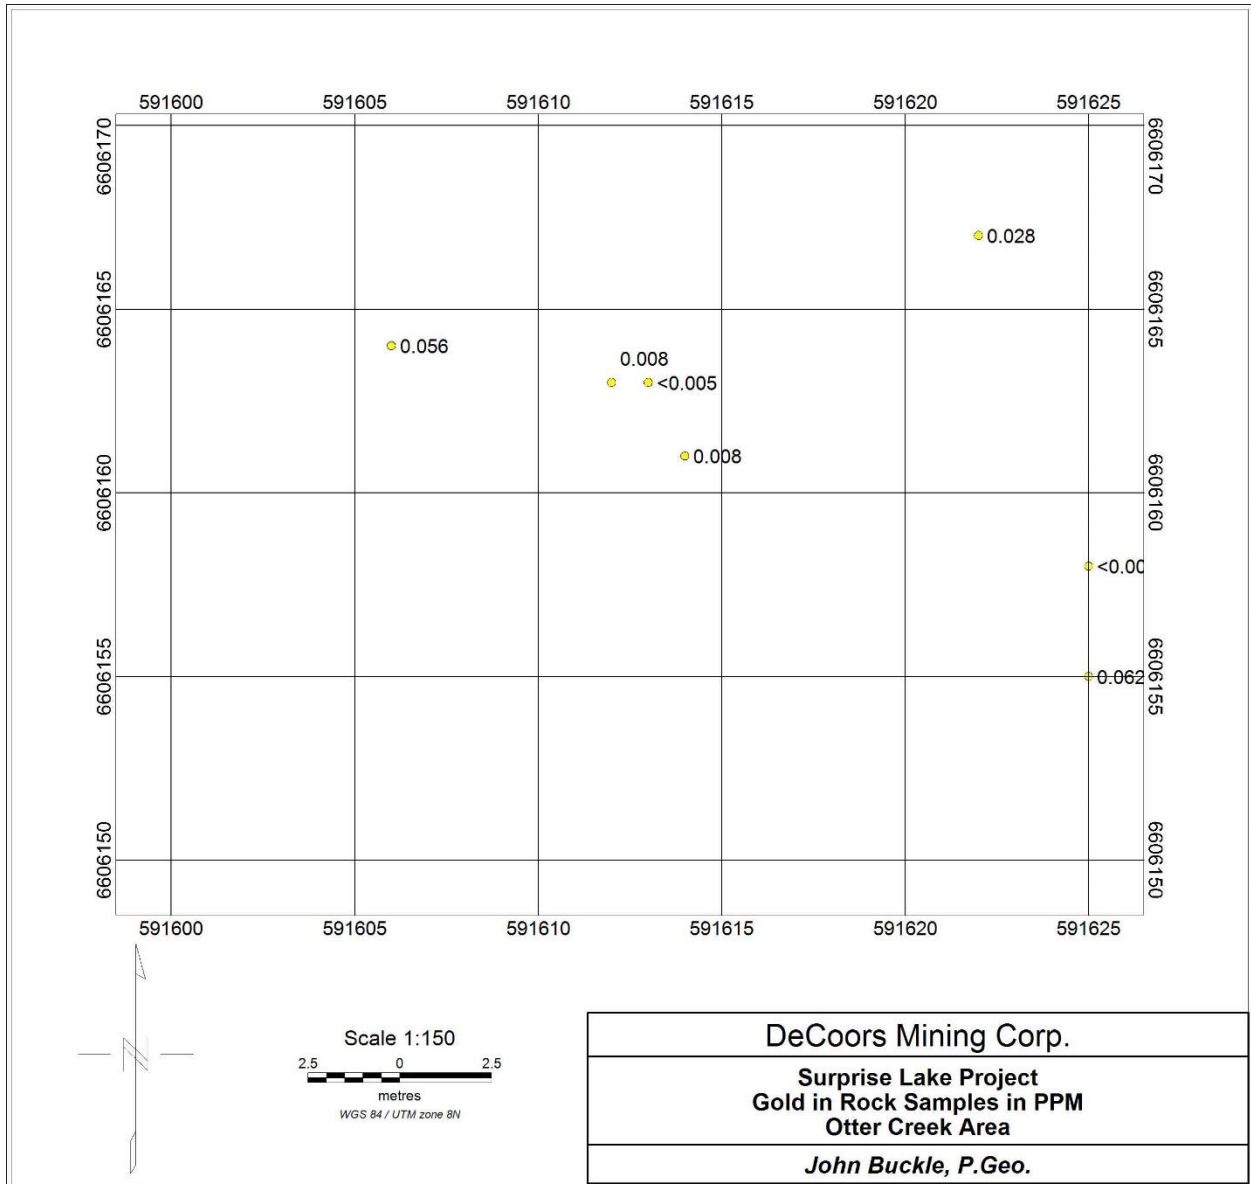 591600 591605 591610 591615 591620 591625
6606170 6606170
0.028
6606165 6606165
0.056
0.008
<0.005
0.008
6606160 6606160
<0.00
6606155 0.062 6606155
6606150 6606150
591600 591605 591610 591615 591620 591625
N
Scale 1:150
2.5 0 2.5
metres
WGS 84 / UTM zone 8N
DeCoors Mining Corp.
Surprise Lake Project
Gold in Rock Samples in PPM
Otter Creek Area
John Buckle, P.Geo.